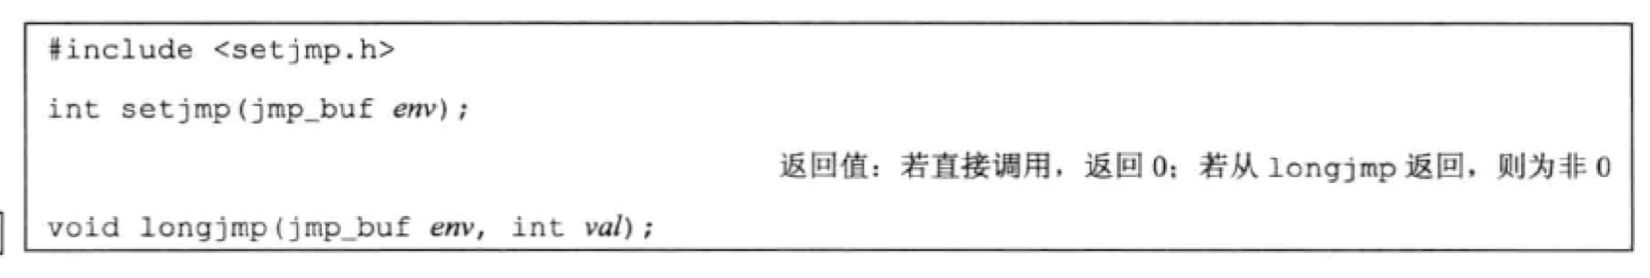 #include <setjmp.h>
int setjmp(jmp_buf env);
返回值：若直接调用，返回 0；若从 longjmp 返回，则为非 0
void longjmp(jmp_buf env, int val);